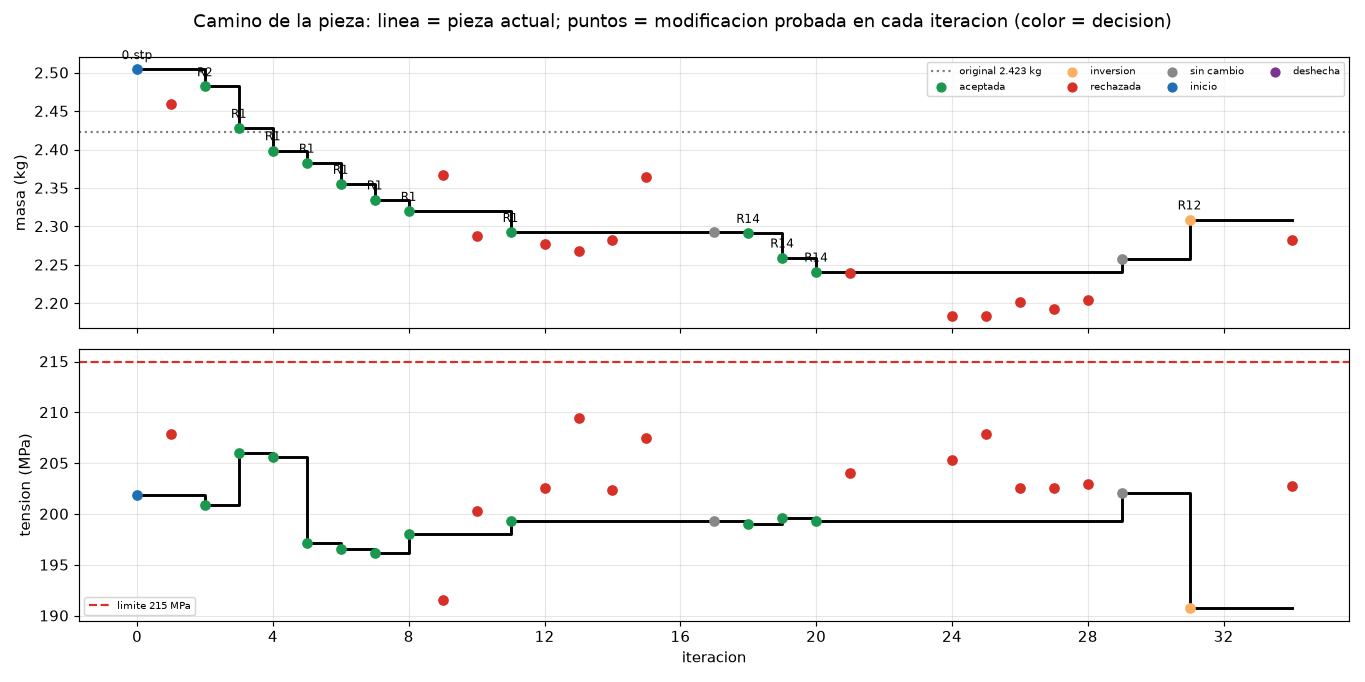 Camino de la pieza: linea = pieza actual; puntos = modificacion probada en cada iteracion (color = decision)
0.stp
R2
R1
R1
R1
R1
R1
R1
R1
R14
R14
R14
R12
original 2.423 kg
aceptada
inversion
rechazada
sin cambio
inicio
deshecha
masa (kg)
2.50
2.45
2.40
2.35
2.30
2.25
2.20
tension (MPa)
215
210
205
200
195
190
limite 215 MPa
0 4 8 12 16 20 24 28 32
iteracion